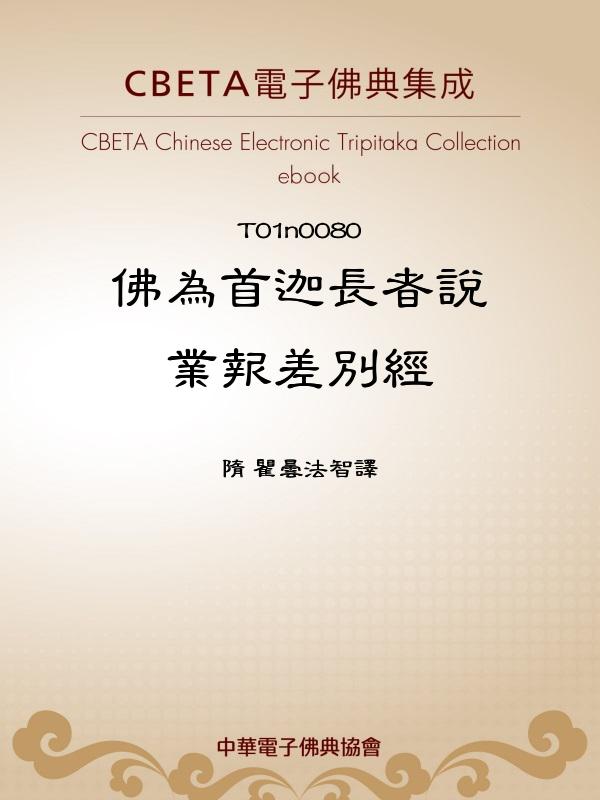 CBETA電子佛典集成
CBETA Chinese Electronic Tripitaka Collection
ebook
T01n0080
佛為首迦長者說
業報差別經
隋 瞿曇法智譯
中華電子佛典協會